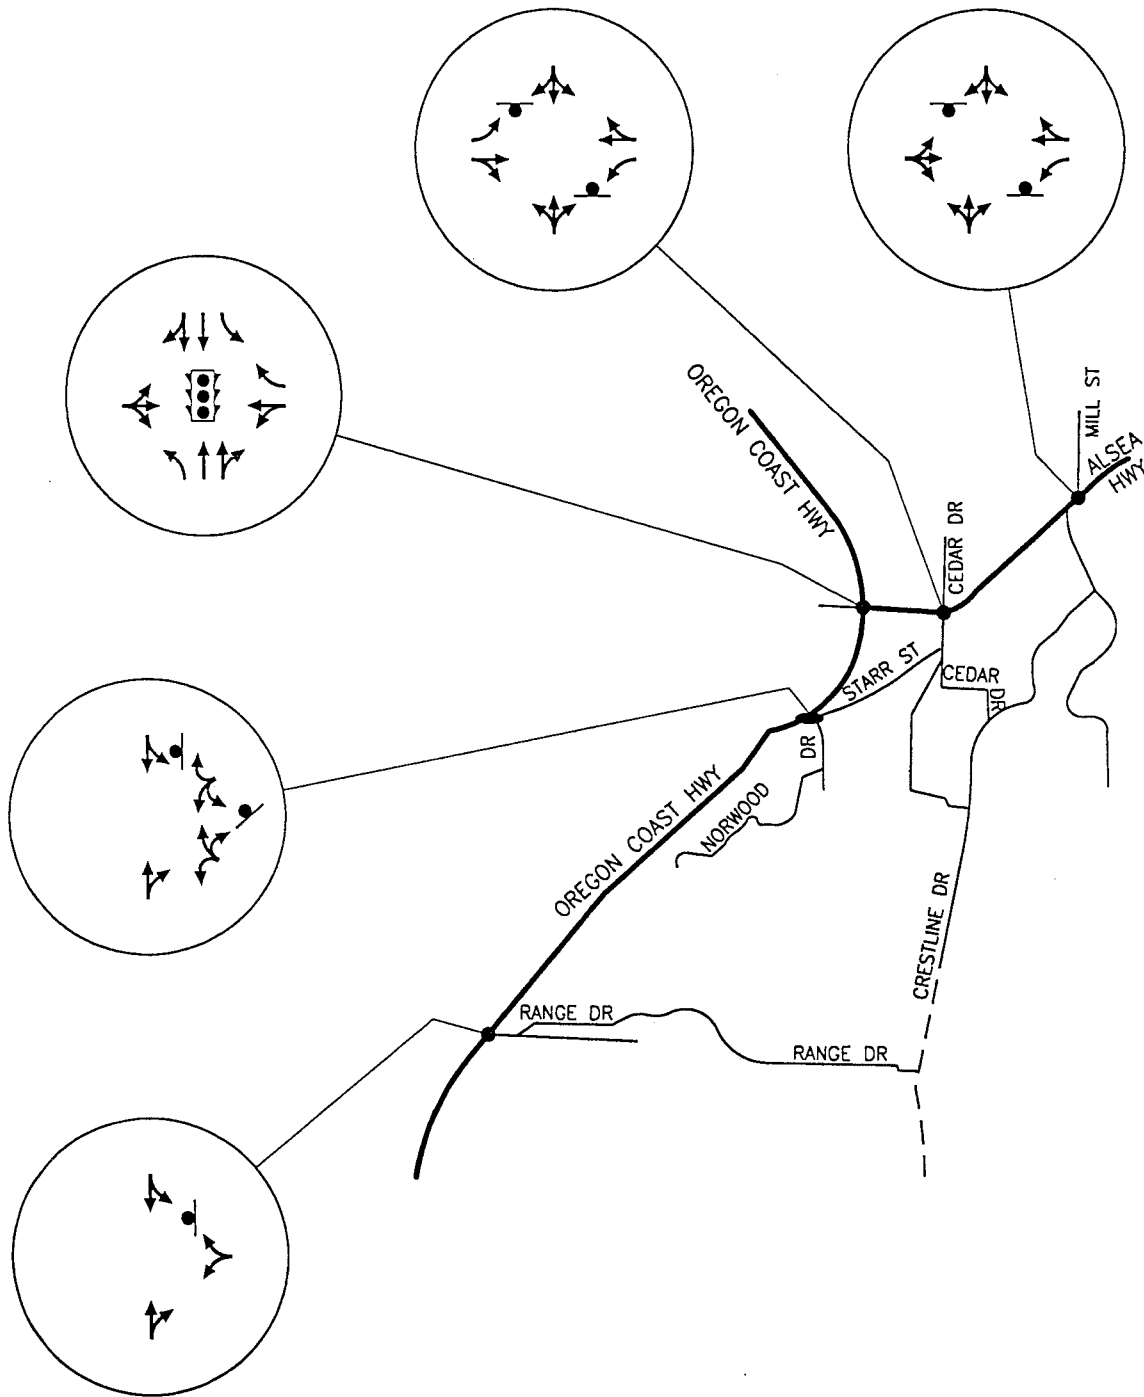 OREGON COAST HWY
MILL ST
ALSEA
HWY
CEDAR DR
STARR ST
CEDAR
DR
DR
NORWOOD
OREGON COAST HWY
CRESTLINE DR
RANGE DR
RANGE DR